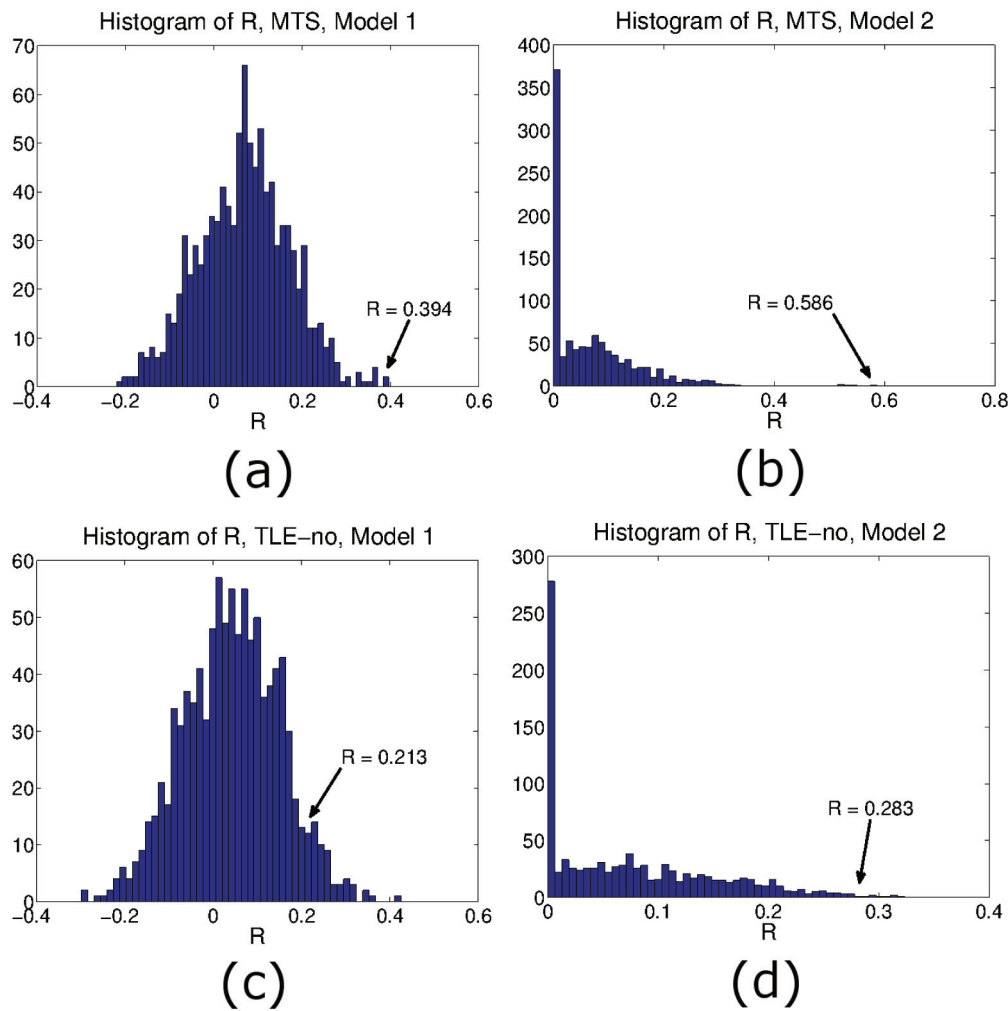 Histogram of R, MTS, Model 1
70
60
50
40
30
20
10
0
R = 0.394
−0.4 −0.2 0 0.2 0.4 0.6
R
(a)
Histogram of R, MTS, Model 2
400
350
300
250
200
150
100
50
0
R = 0.586
0 0.2 0.4 0.6 0.8
R
(b)
Histogram of R, TLE−no, Model 1
60
50
40
30
20
10
0
R = 0.213
−0.4 −0.2 0 0.2 0.4 0.6
R
(c)
Histogram of R, TLE−no, Model 2
300
250
200
150
100
50
0
R = 0.283
0 0.1 0.2 0.3 0.4
R
(d)